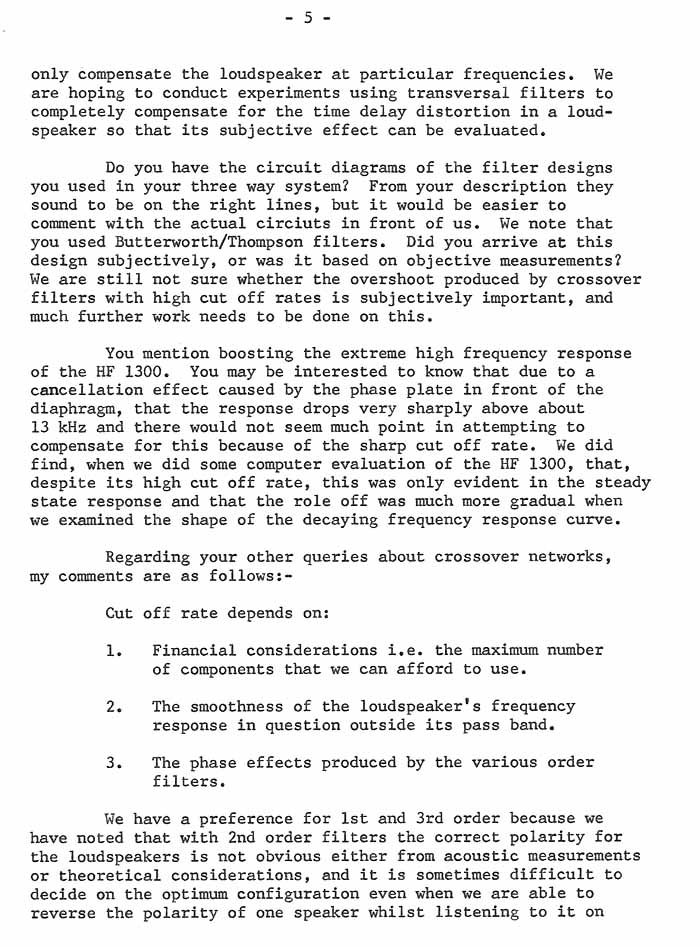 - 5 -
only compensate the loudspeaker at particular frequencies. We
are hoping to conduct experiments using transversal filters to
completely compensate for the time delay distortion in a loud-
speaker so that its subjective effect can be evaluated.
Do you have the circuit diagrams of the filter designs
you used in your three way system? From your description they
sound to be on the right lines, but it would be easier to
comment with the actual circiuts in front of us. We note that
you used Butterworth/Thompson filters. Did you arrive at this
design subjectively, or was it based on objective measurements?
We are still not sure whether the overshoot produced by crossover
filters with high cut off rates is subjectively important, and
much further work needs to be done on this.
You mention boosting the extreme high frequency response
of the HF 1300. You may be interested to know that due to a
cancellation effect caused by the phase plate in front of the
diaphragm, that the response drops very sharply above about
13 kHz and there would not seem much point in attempting to
compensate for this because of the sharp cut off rate. We did
find, when we did some computer evaluation of the HF 1300, that,
despite its high cut off rate, this was only evident in the steady
state response and that the role off was much more gradual when
we examined the shape of the decaying frequency response curve.
Regarding your other queries about crossover networks,
my comments are as follows:-
Cut off rate depends on:
1. Financial considerations i.e. the maximum number
of components that we can afford to use.
2. The smoothness of the loudspeaker's frequency
response in question outside its pass band.
3. The phase effects produced by the various order
filters.
We have a preference for 1st and 3rd order because we
have noted that with 2nd order filters the correct polarity for
the loudspeakers is not obvious either from acoustic measurements
or theoretical considerations, and it is sometimes difficult to
decide on the optimum configuration even when we are able to
reverse the polarity of one speaker whilst listening to it on